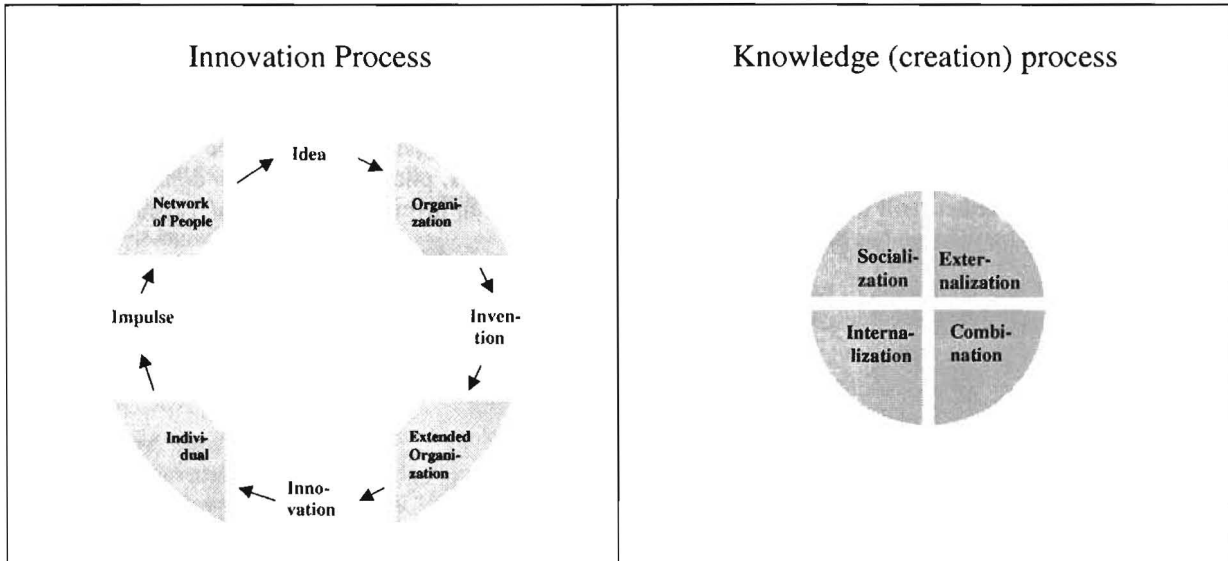 Innovation Process
Idea
Network
of People
Organi-
zation
Impulse
Inven-
tion
Indivi-
dual
Extended
Organi-
zation
Inno-
vation
Knowledge (creation) process
Sociali-
zation
Exter-
nalization
Interna-
lization
Combi-
nation